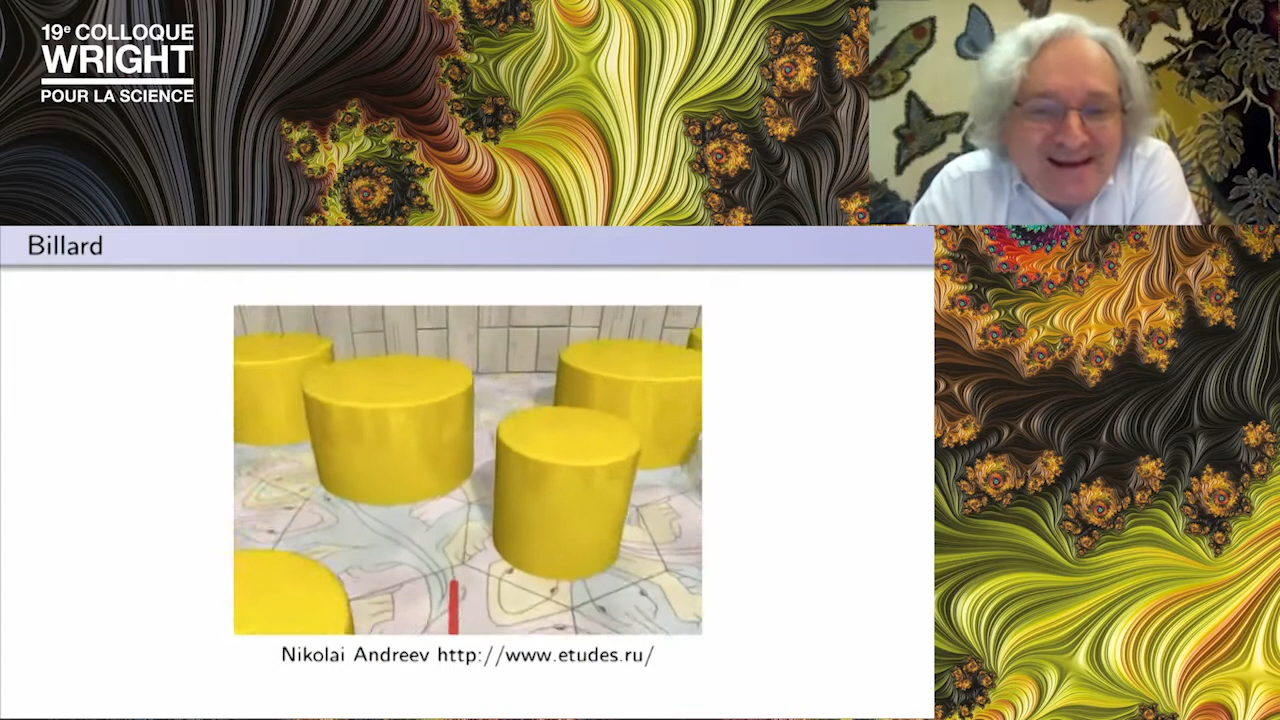 19e COLLOQUE
WRIGHT
POUR LA SCIENCE
Billard
Nikolai Andreev http://www.etudes.ru/